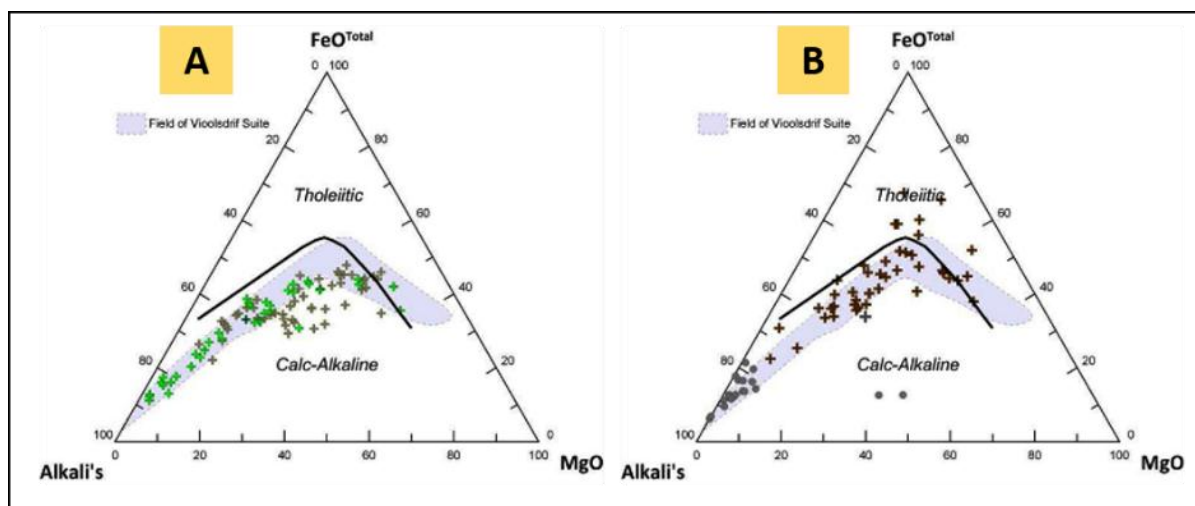 FeOTotal
A
0 100
Field of Vioolsdrif Suite
20 80
Tholeiitic
40 60
60 40
Calc-Alkaline
80 20
100 0
Alkali's 0 20 40 60 80 100 MgO
FeOTotal
B
0 100
Field of Vioolsdrif Suite
20 80
Tholeiitic
40 60
60 40
Calc-Alkaline
80 20
100 0
Alkali's 0 20 40 60 80 100 MgO